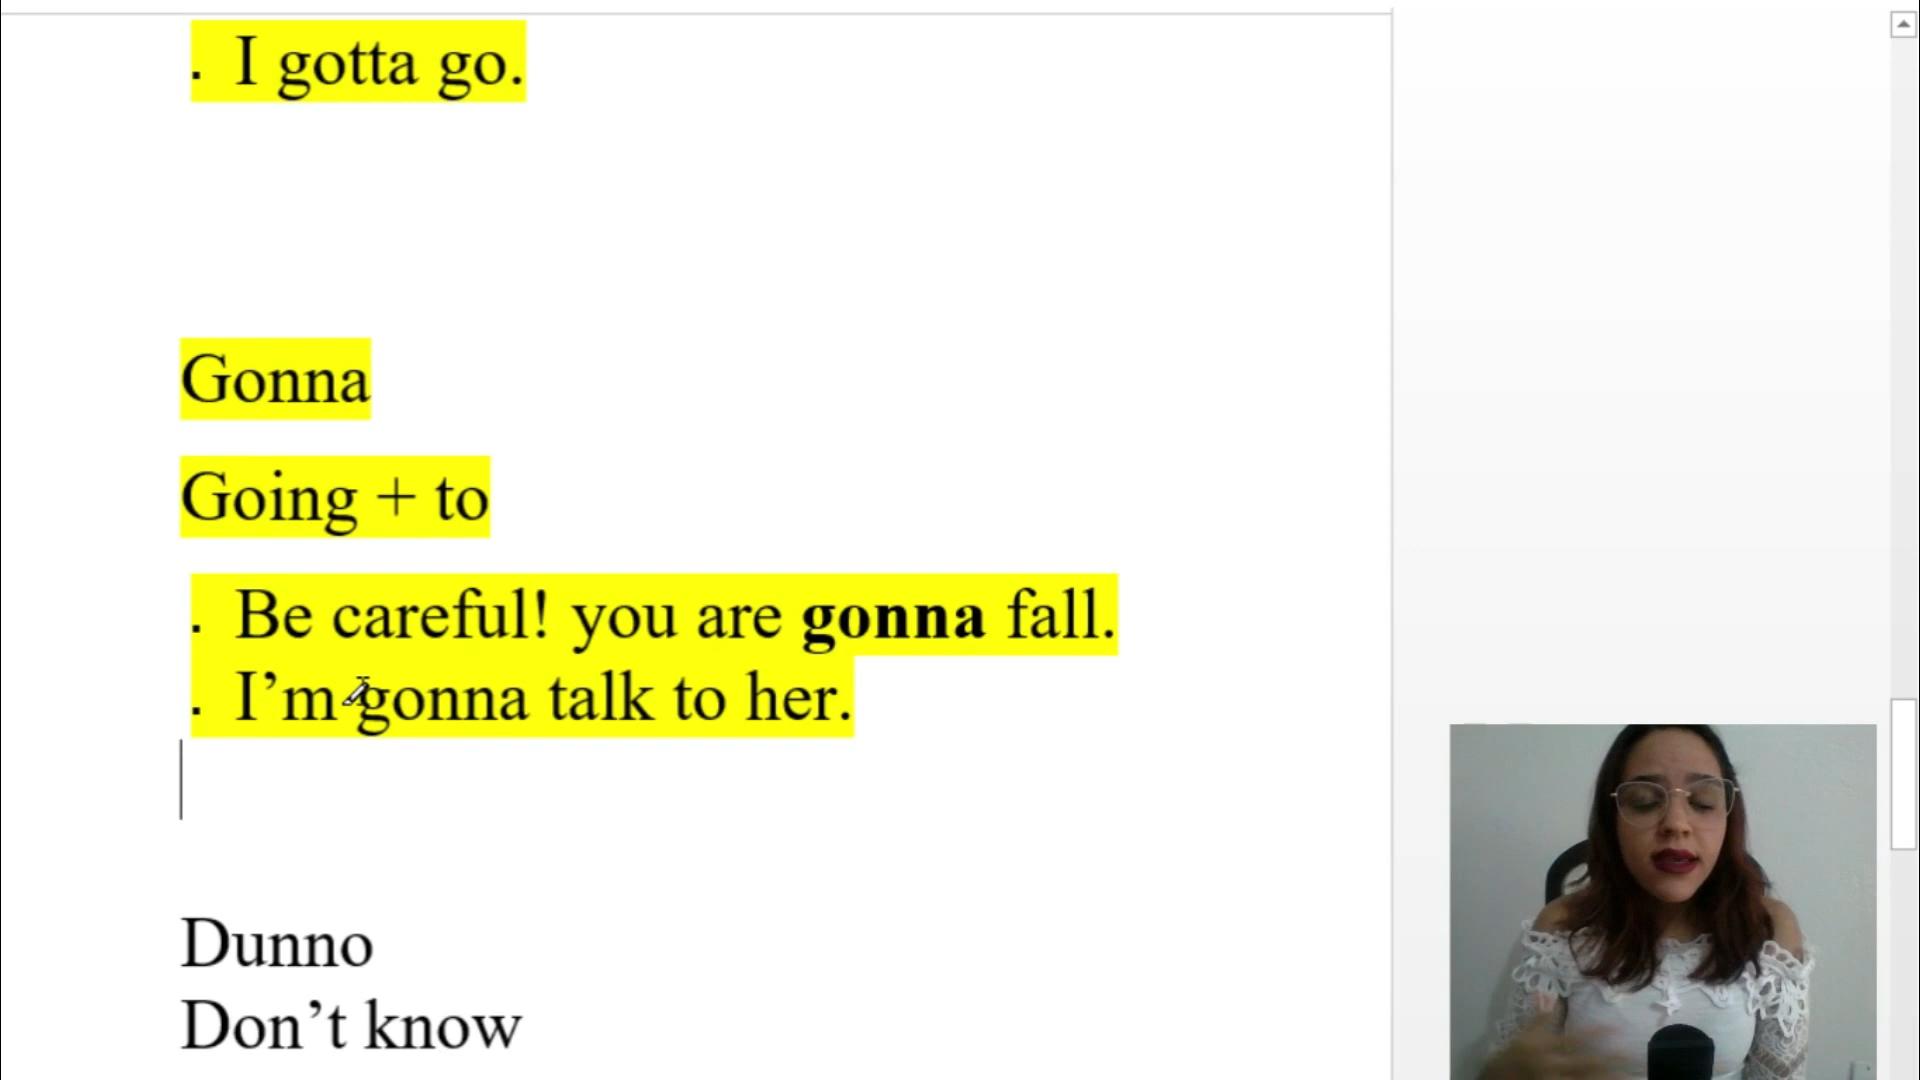 . I gotta go.
Gonna
Going + to
. Be careful! you are gonna fall.
. I’m gonna talk to her.
Dunno
Don’t know